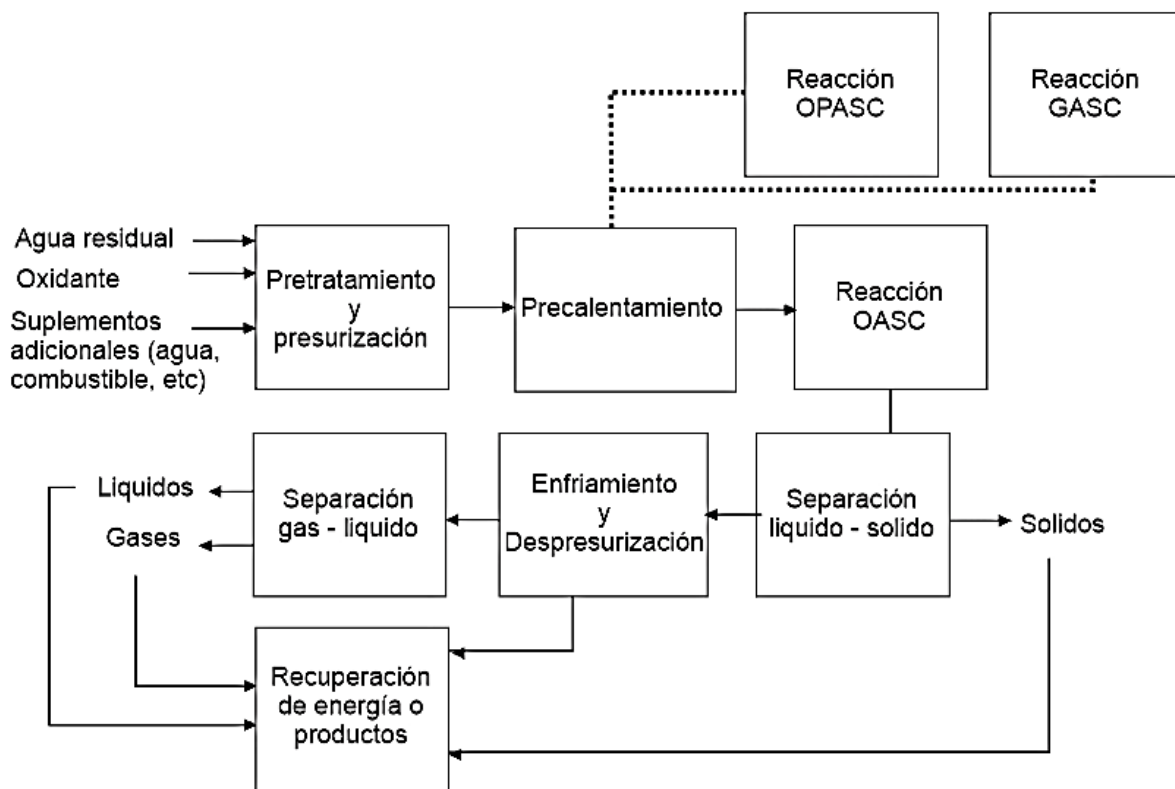 Reacción
OPASC
Reacción
GASC
Agua residual
Oxidante
Suplementos
adicionales (agua,
combustible, etc)
Pretratamiento
y
presurización
Precalentamiento
Reacción
OASC
Liquidos
Gases
Separación
gas - liquido
Enfriamiento
y
Despresurización
Separación
liquido - solido
Solidos
Recuperación
de energía o
productos